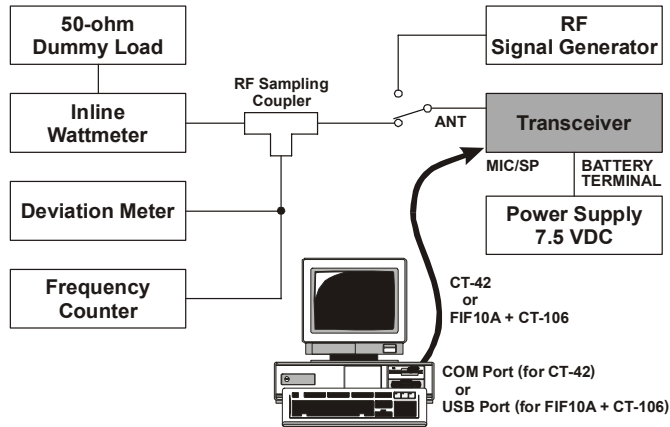 50-ohm
Dummy Load
RF
Signal Generator
RF Sampling
Coupler
Inline
Wattmeter
ANT
Transceiver
MIC/SP
BATTERY
TERMINAL
Deviation Meter
Power Supply
7.5 VDC
Frequency
Counter
CT-42
or
FIF10A + CT-106
COM Port (for CT-42)
or
USB Port (for FIF10A + CT-106)